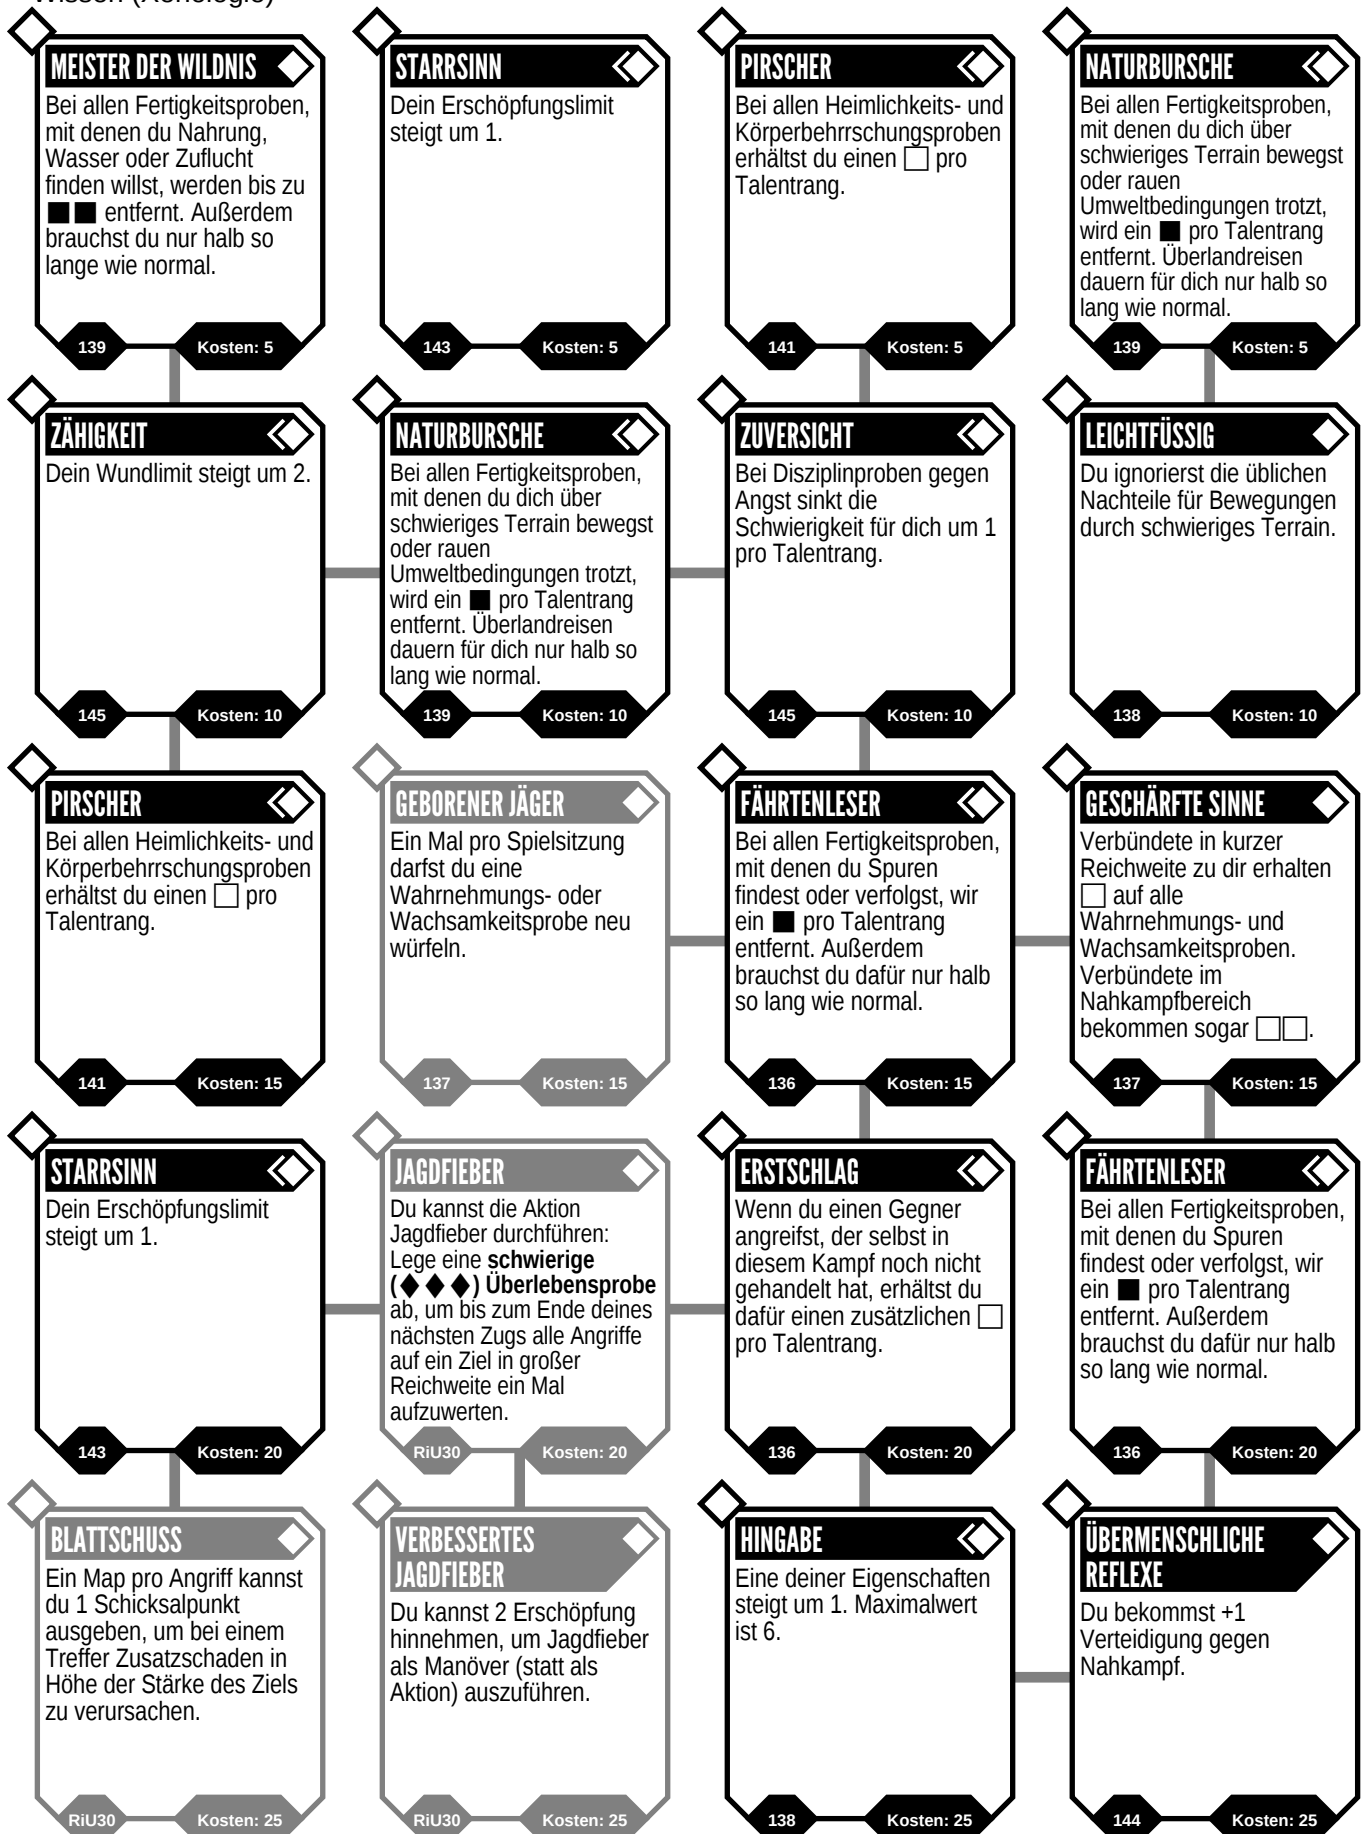 Wissen (Xenologie)
MEISTER DER WILDNIS
Bei allen Fertigkeitsproben,
mit denen du Nahrung,
Wasser oder Zuflucht
finden willst, werden bis zu
■■ entfernt. Außerdem
brauchst du nur halb so
lange wie normal.
139
Kosten: 5
STARRSINN
Dein Erschöpfungslimit
steigt um 1.
143
Kosten: 5
PIRSCHER
Bei allen Heimlichkeits- und
Körperbehrrschungsproben
erhältst du einen □ pro
Talentrang.
141
Kosten: 5
NATURBURSCHE
Bei allen Fertigkeitsproben,
mit denen du dich über
schwieriges Terrain bewegst
oder rauen
Umweltbedingungen trotzt,
wird ein ■ pro Talentrang
entfernt. Überlandreisen
dauern für dich nur halb so
lang wie normal.
139
Kosten: 5
ZÄHIGKEIT
Dein Wundlimit steigt um 2.
145
Kosten: 10
NATURBURSCHE
Bei allen Fertigkeitsproben,
mit denen du dich über
schwieriges Terrain bewegst
oder rauen
Umweltbedingungen trotzt,
wird ein ■ pro Talentrang
entfernt. Überlandreisen
dauern für dich nur halb so
lang wie normal.
139
Kosten: 10
ZUVERSICHT
Bei Disziplinproben gegen
Angst sinkt die
Schwierigkeit für dich um 1
pro Talentrang.
145
Kosten: 10
LEICHTFÜSSIG
Du ignorierst die üblichen
Nachteile für Bewegungen
durch schwieriges Terrain.
138
Kosten: 10
PIRSCHER
Bei allen Heimlichkeits- und
Körperbehrrschungsproben
erhältst du einen □ pro
Talentrang.
141
Kosten: 15
GEBORENER JÄGER
Ein Mal pro Spielsitzung
darfst du eine
Wahrnehmungs- oder
Wachsamkeitsprobe neu
würfeln.
137
Kosten: 15
FÄHRTENLESER
Bei allen Fertigkeitsproben,
mit denen du Spuren
findest oder verfolgst, wir
ein ■ pro Talentrang
entfernt. Außerdem
brauchst du dafür nur halb
so lang wie normal.
136
Kosten: 15
GESCHÄRFTE SINNE
Verbündete in kurzer
Reichweite zu dir erhalten
□ auf alle
Wahrnehmungs- und
Wachsamkeitsproben.
Verbündete im
Nahkampfbereich
bekommen sogar □□.
137
Kosten: 15
STARRSINN
Dein Erschöpfungslimit
steigt um 1.
143
Kosten: 20
JAGDFIEBER
Du kannst die Aktion
Jagdfieber durchführen:
Lege eine schwierige
(♦♦♦) Überlebensprobe
ab, um bis zum Ende deines
nächsten Zugs alle Angriffe
auf ein Ziel in großer
Reichweite ein Mal
aufzuwerten.
RiU30
Kosten: 20
ERSTSCHLAG
Wenn du einen Gegner
angreifst, der selbst in
diesem Kampf noch nicht
gehandelt hat, erhältst du
dafür einen zusätzlichen □
pro Talentrang.
136
Kosten: 20
FÄHRTENLESER
Bei allen Fertigkeitsproben,
mit denen du Spuren
findest oder verfolgst, wir
ein ■ pro Talentrang
entfernt. Außerdem
brauchst du dafür nur halb
so lang wie normal.
136
Kosten: 20
BLATTSCHUSS
Ein Map pro Angriff kannst
du 1 Schicksalpunkt
ausgeben, um bei einem
Treffer Zusatzschaden in
Höhe der Stärke des Ziels
zu verursachen.
RiU30
Kosten: 25
VERBESSERTES
JAGDFIEBER
Du kannst 2 Erschöpfung
hinnehmen, um Jagdfieber
als Manöver (statt als
Aktion) auszuführen.
RiU30
Kosten: 25
HINGABE
Eine deiner Eigenschaften
steigt um 1. Maximalwert
ist 6.
138
Kosten: 25
ÜBERMENSCHLICHE
REFLEXE
Du bekommst +1
Verteidigung gegen
Nahkampf.
144
Kosten: 25